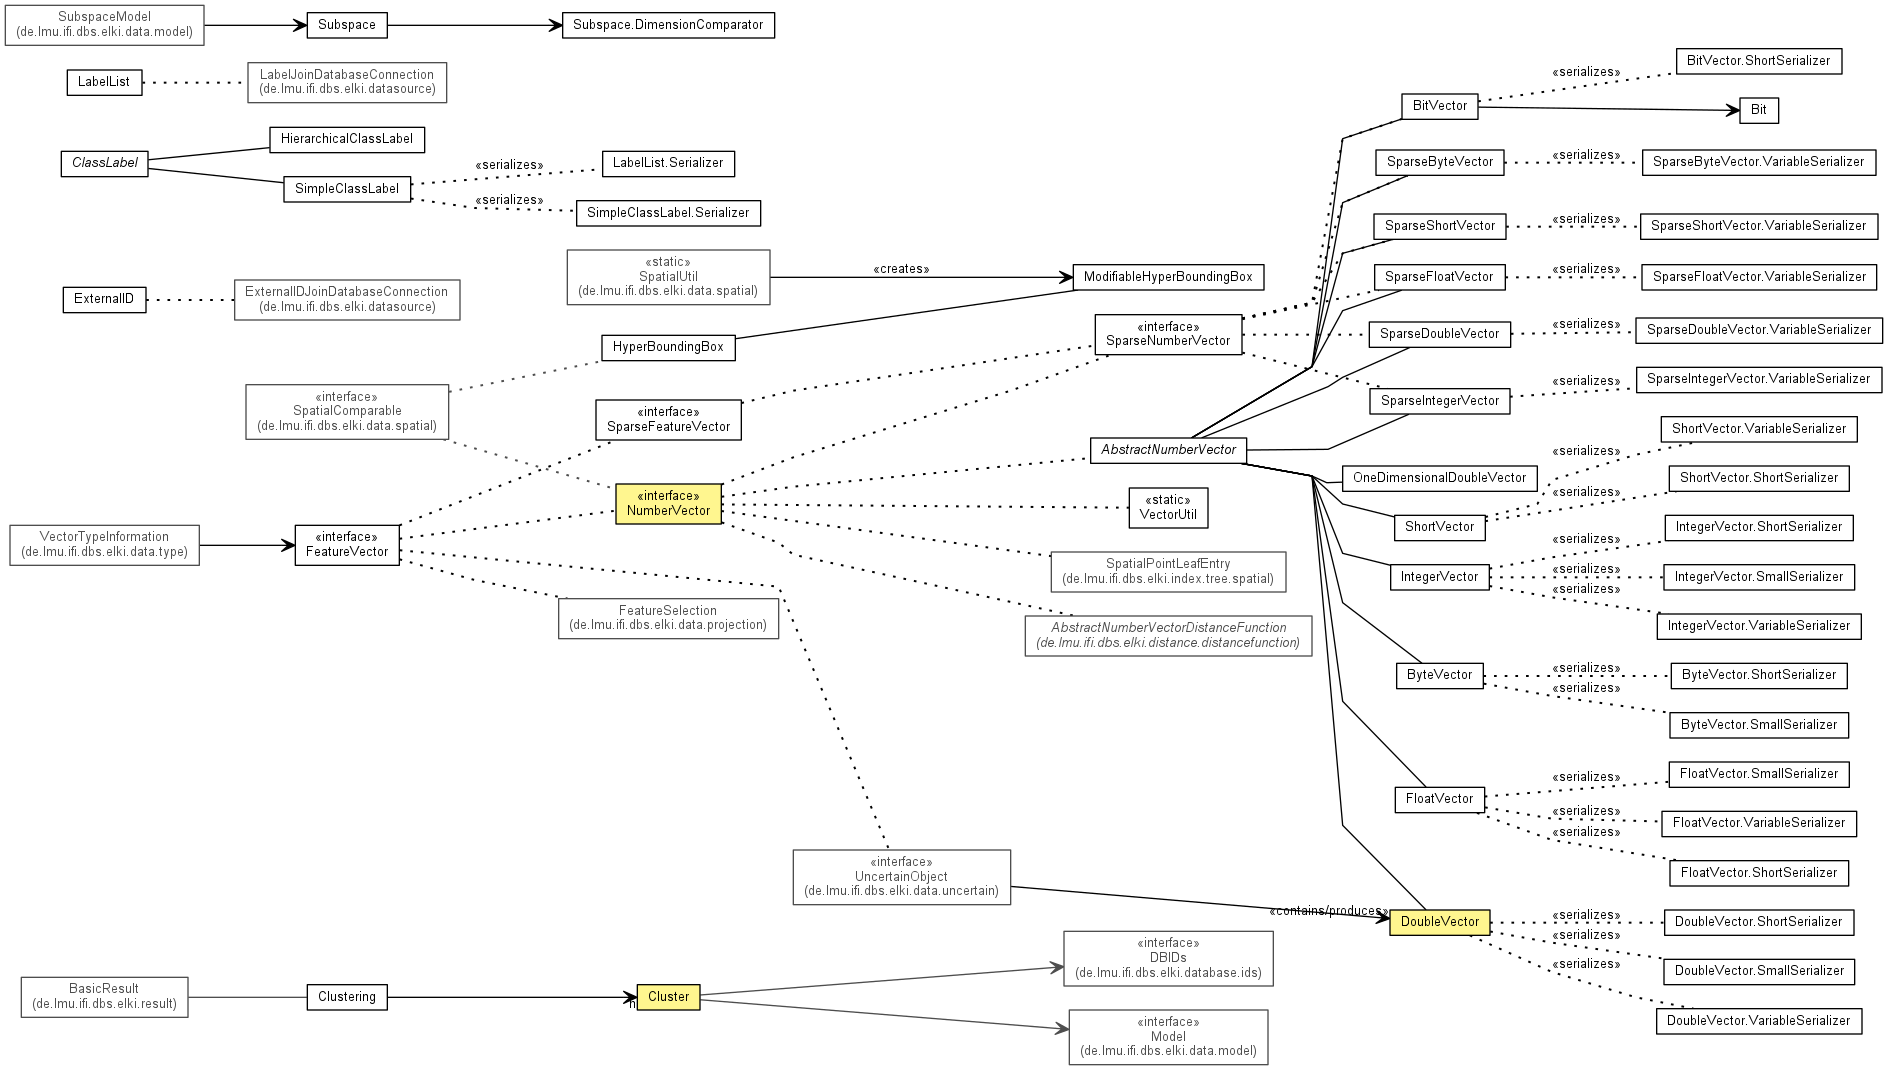 SubspaceModel
(de.lmu.ifi.dbs.elki.data.model)
Subspace
Subspace.DimensionComparator
LabelList
LabelJoinDatabaseConnection
(de.lmu.ifi.dbs.elki.datasource)
ClassLabel
HierarchicalClassLabel
SimpleClassLabel
«serializes»
LabelList.Serializer
«serializes»
SimpleClassLabel.Serializer
ExternalID
ExternalIDJoinDatabaseConnection
(de.lmu.ifi.dbs.elki.datasource)
«static»
SpatialUtil
(de.lmu.ifi.dbs.elki.data.spatial)
«creates»
ModifiableHyperBoundingBox
HyperBoundingBox
«interface»
SpatialComparable
(de.lmu.ifi.dbs.elki.data.spatial)
«interface»
SparseFeatureVector
«interface»
SparseNumberVector
«interface»
NumberVector
AbstractNumberVector
«static»
VectorUtil
VectorTypeInformation
(de.lmu.ifi.dbs.elki.data.type)
«interface»
FeatureVector
SpatialPointLeafEntry
(de.lmu.ifi.dbs.elki.index.tree.spatial)
FeatureSelection
(de.lmu.ifi.dbs.elki.data.projection)
AbstractNumberVectorDistanceFunction
(de.lmu.ifi.dbs.elki.distance.distancefunction)
«interface»
UncertainObject
(de.lmu.ifi.dbs.elki.data.uncertain)
«contains/produces»
BasicResult
(de.lmu.ifi.dbs.elki.result)
Clustering
n
Cluster
«interface»
DBIDs
(de.lmu.ifi.dbs.elki.database.ids)
«interface»
Model
(de.lmu.ifi.dbs.elki.data.model)
BitVector
«serializes»
BitVector.ShortSerializer
Bit
SparseByteVector
«serializes»
SparseByteVector.VariableSerializer
SparseShortVector
«serializes»
SparseShortVector.VariableSerializer
SparseFloatVector
«serializes»
SparseFloatVector.VariableSerializer
SparseDoubleVector
«serializes»
SparseDoubleVector.VariableSerializer
SparseIntegerVector
«serializes»
SparseIntegerVector.VariableSerializer
OneDimensionalDoubleVector
ShortVector
«serializes»
ShortVector.VariableSerializer
«serializes»
ShortVector.ShortSerializer
IntegerVector
«serializes»
IntegerVector.ShortSerializer
«serializes»
IntegerVector.SmallSerializer
«serializes»
IntegerVector.VariableSerializer
ByteVector
«serializes»
ByteVector.ShortSerializer
«serializes»
ByteVector.SmallSerializer
FloatVector
«serializes»
FloatVector.SmallSerializer
«serializes»
FloatVector.VariableSerializer
«serializes»
FloatVector.ShortSerializer
DoubleVector
«serializes»
DoubleVector.ShortSerializer
«serializes»
DoubleVector.SmallSerializer
«serializes»
DoubleVector.VariableSerializer